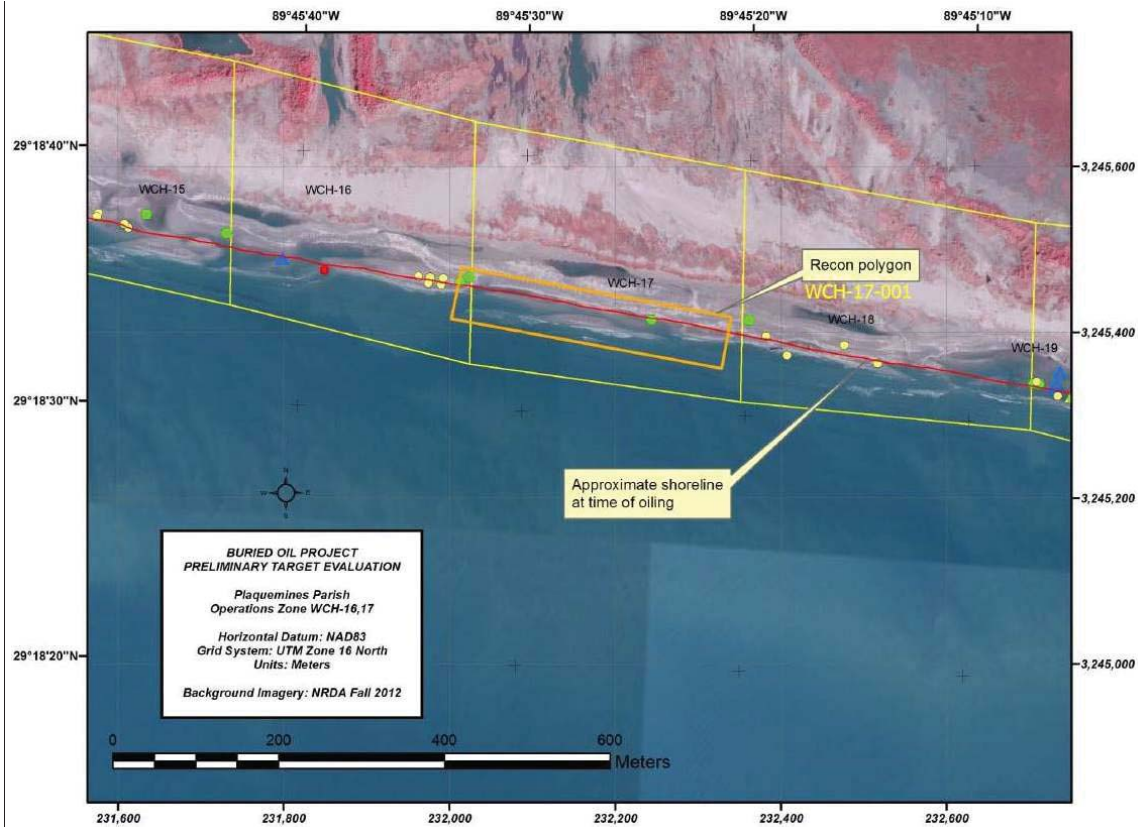 89°45'40"W
89°45'30"W
89°45'20"W
89°45'10"W
29°18'40"N
3,245,600
WCH-15
WCH-16
Recon polygon
WCH-17
WCH-17-001
WCH-18
3,245,400
WCH-19
29°18'30"N
Approximate shoreline
at time of oiling
3,245,200
N
W E
S
BURIED OIL PROJECT
PRELIMINARY TARGET EVALUATION
Plaquemines Parish
Operations Zone WCH-16,17
Horizontal Datum: NAD83
Grid System: UTM Zone 16 North
Units: Meters
Background Imagery: NRDA Fall 2012
29°18'20"N
3,245,000
0 200 400 600
Meters
231,600
231,800
232,000
232,200
232,400
232,600